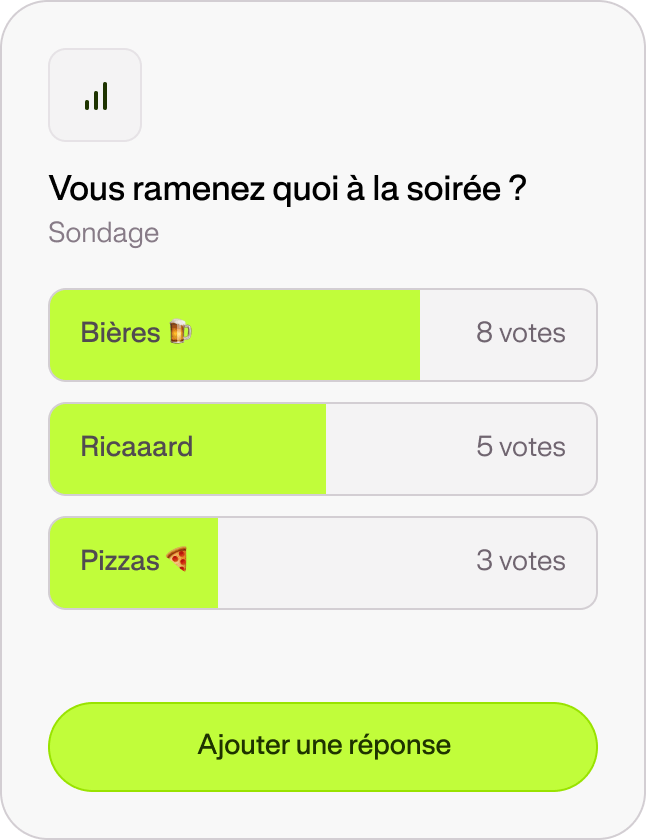 Vous ramenez quoi à la soirée ?
Sondage
Bières 🍺 8 votes
Ricaaard 5 votes
Pizzas 🍕 3 votes
Ajouter une réponse